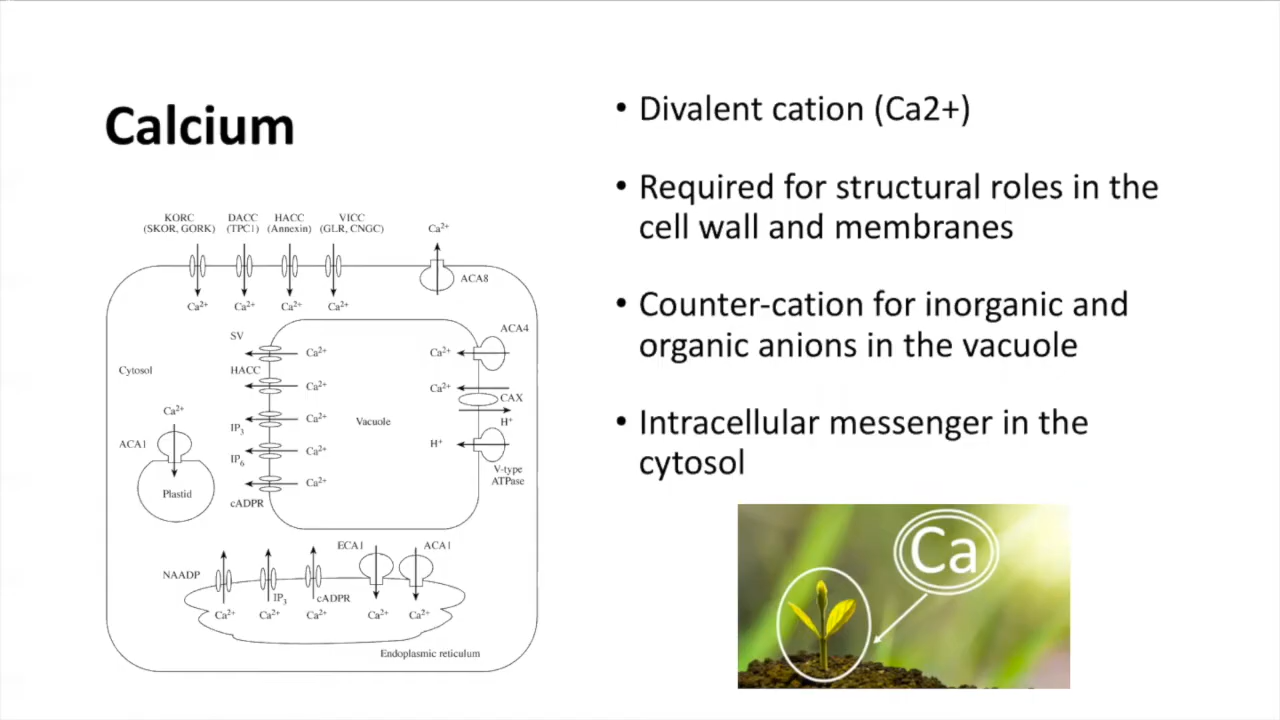 Calcium
• Divalent cation (Ca2+)
• Required for structural roles in the
cell wall and membranes
• Counter-cation for inorganic and
organic anions in the vacuole
• Intracellular messenger in the
cytosol
KORC DACC HACC VICC
(SKOR, GORK) (TPC1) (Annexin) (GLR, CNGC) Ca²⁺
ACA8
Ca²⁺ Ca²⁺ Ca²⁺ Ca²⁺
SV ACA4
Ca²⁺ Ca²⁺
Cytosol HACC
Ca²⁺ Ca²⁺
CAX
Ca²⁺ Ca²⁺ Vacuole H⁺
IP₃
ACA1 H⁺
Ca²⁺
IP₆
V-type
ATPase
Ca²⁺
Plastid
cADPR
ECA1 ACA1
NAADP
IP₃ cADPR
Ca²⁺ Ca²⁺ Ca²⁺ Ca²⁺ Ca²⁺
Endoplasmic reticulum
Ca